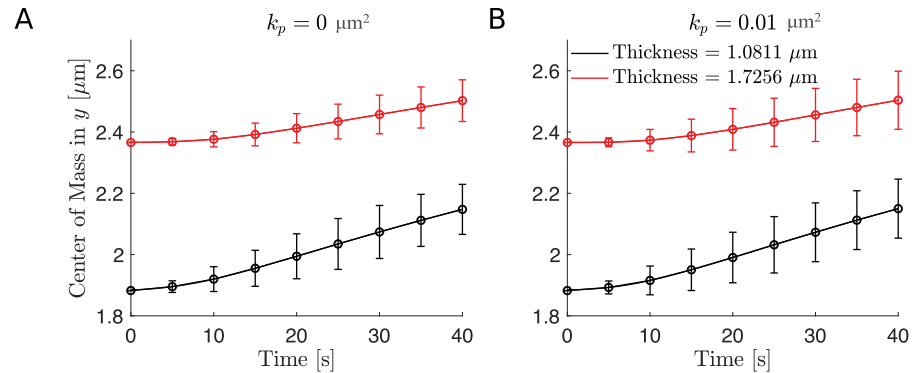 A
k_p = 0 μm²
Center of Mass in y [μm]
2.6
2.4
2.2
2
1.8
0 10 20 30 40
Time [s]
B
k_p = 0.01 μm²
Thickness = 1.0811 μm
Thickness = 1.7256 μm
2.6
2.4
2.2
2
1.8
0 10 20 30 40
Time [s]